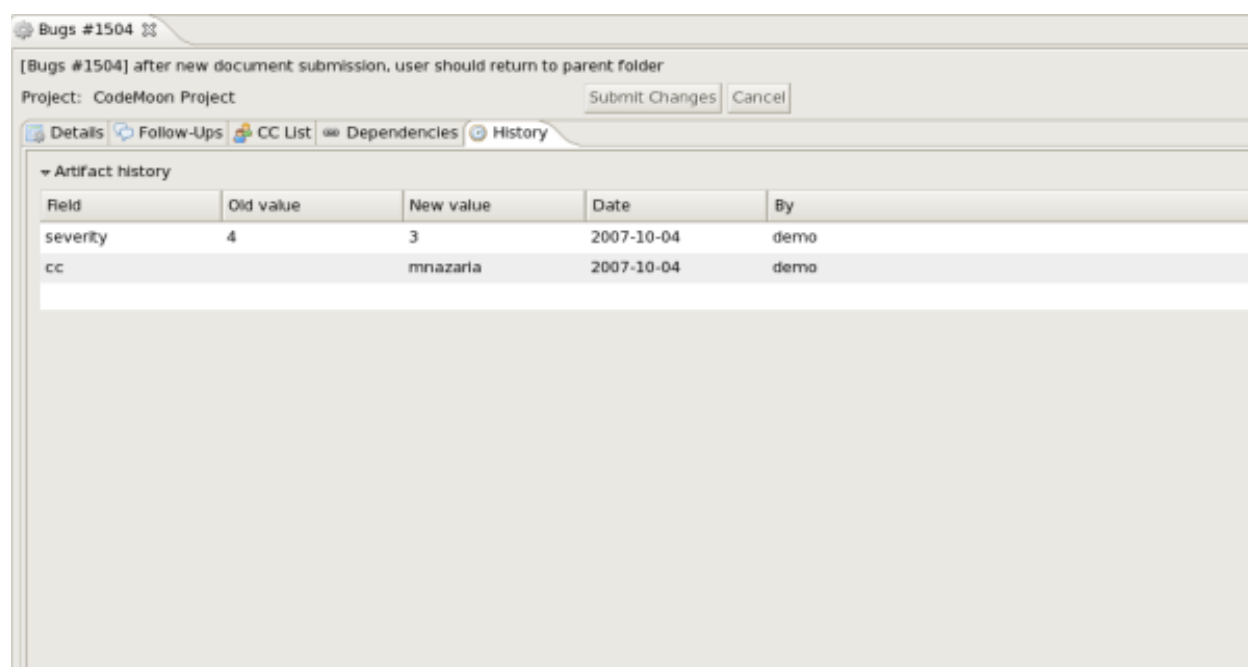 Bugs #1504
[Bugs #1504] after new document submission, user should return to parent folder
Project: CodeMoon Project Submit Changes Cancel
Details Follow-Ups CC List Dependencies History
Artifact history
Field Old value New value Date By
severity 4 3 2007-10-04 demo
cc mnazarla 2007-10-04 demo